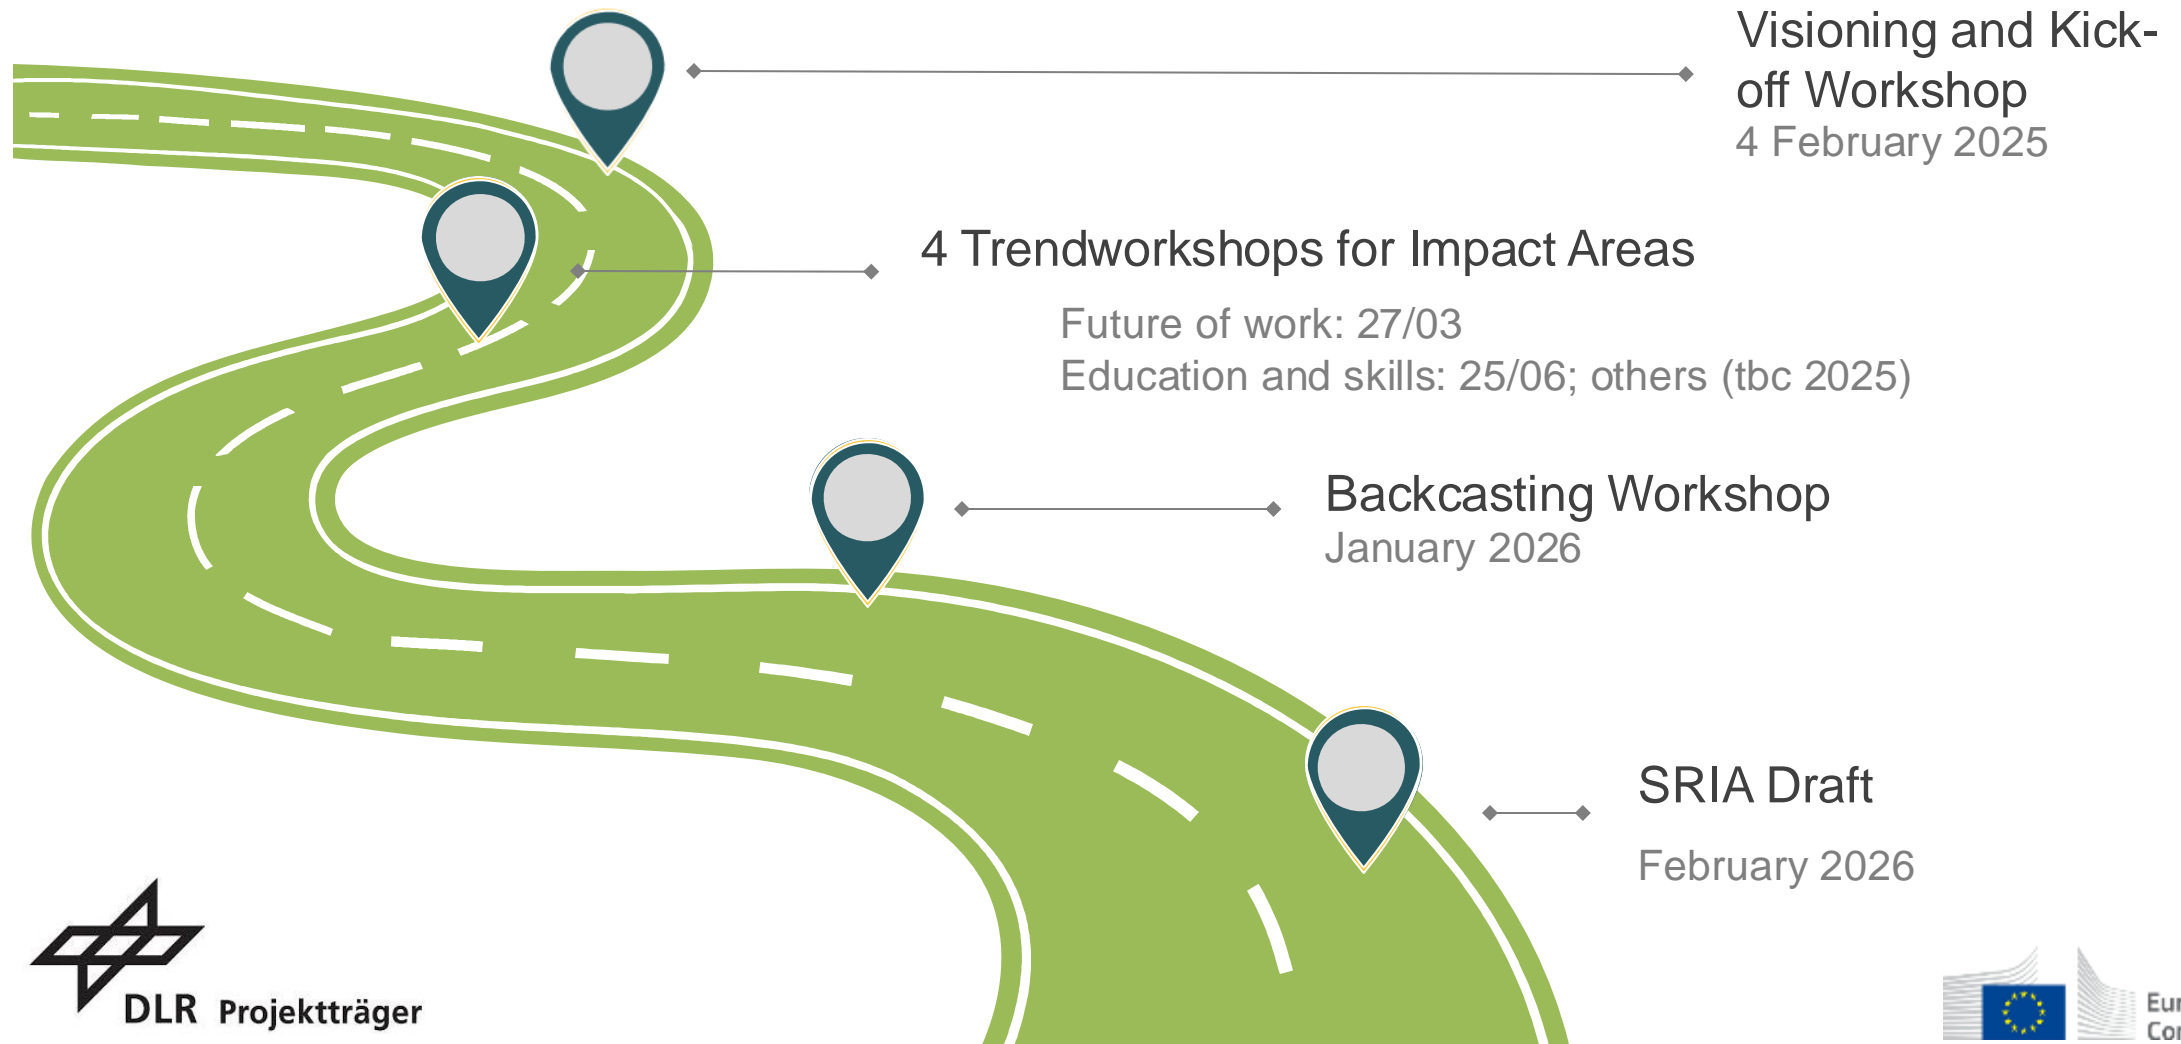 Visioning and Kick-
off Workshop
4 February 2025
4 Trendworkshops for Impact Areas
Future of work: 27/03
Education and skills: 25/06; others (tbc 2025)
Backcasting Workshop
January 2026
SRIA Draft
February 2026
DLR Projektträger